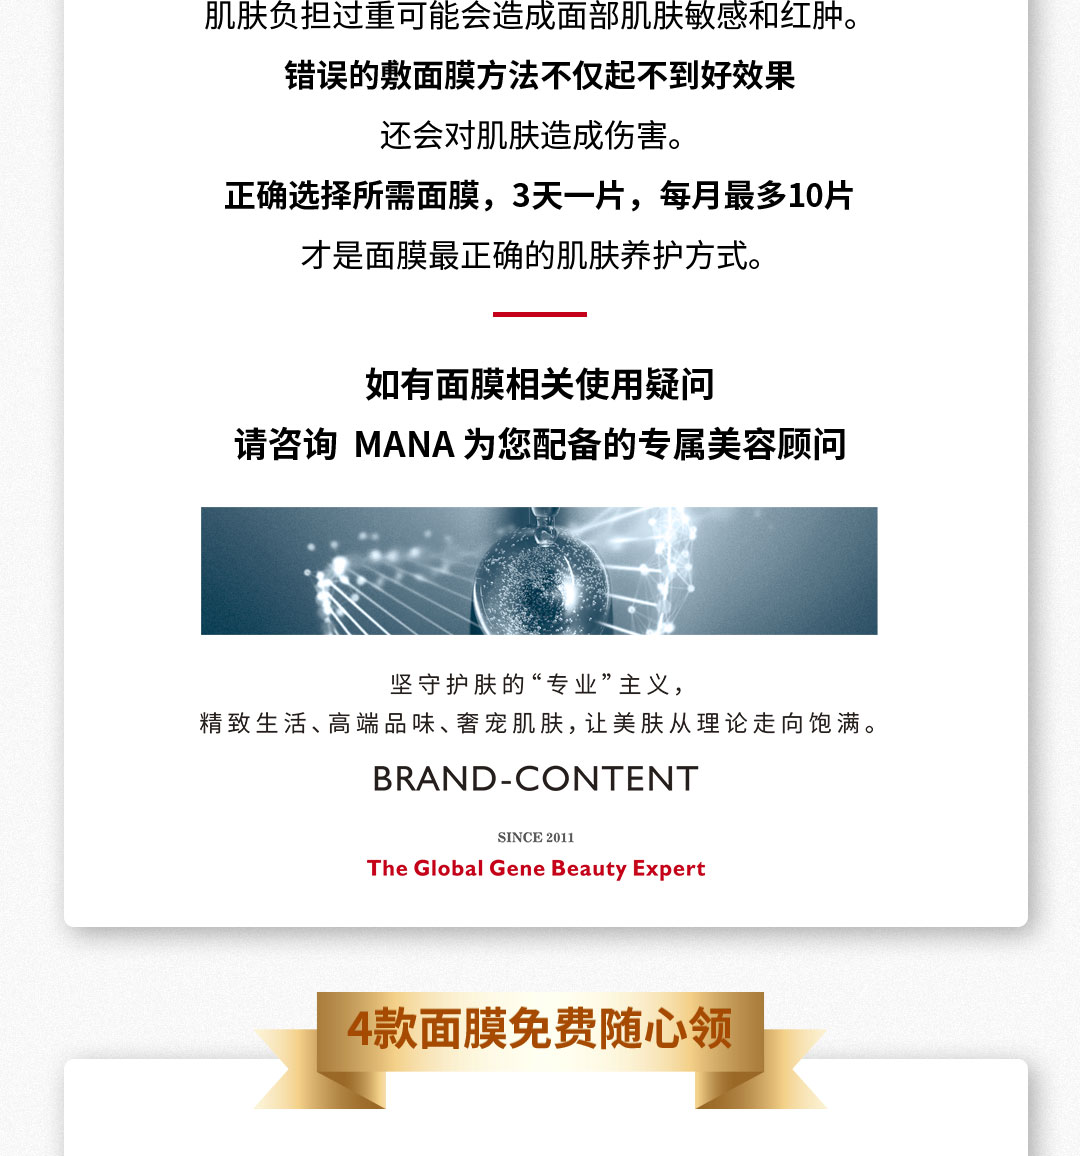 肌肤负担过重可能会造成面部肌肤敏感和红肿。
错误的敷面膜方法不仅起不到好效果
还会对肌肤造成伤害。
正确选择所需面膜，3天一片，每月最多10片
才是面膜最正确的肌肤养护方式。
如有面膜相关使用疑问
请咨询 MANA 为您配备的专属美容顾问
坚守护肤的“专业”主义，
精致生活、高端品味、奢宠肌肤，让美肤从理论走向饱满。
BRAND-CONTENT
SINCE 2011
The Global Gene Beauty Expert
4款面膜免费随心领